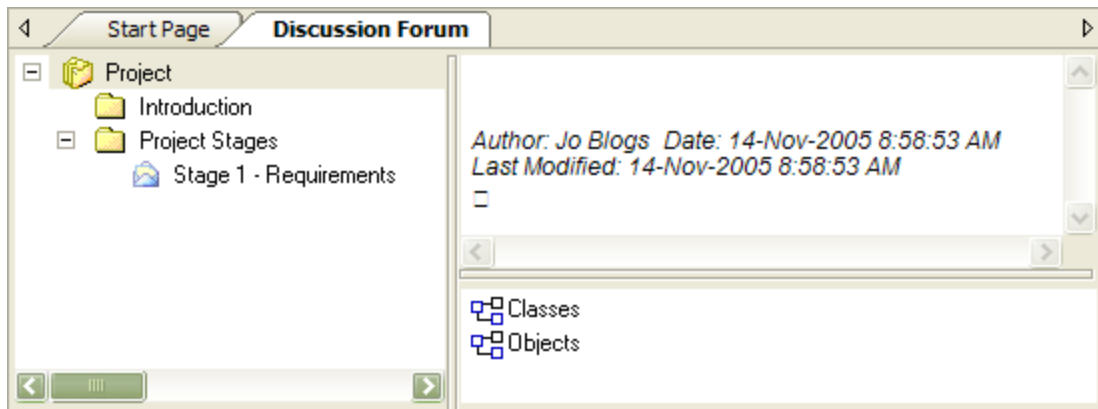 Start Page
Discussion Forum
Project
Introduction
Project Stages
Stage 1 - Requirements
Author: Jo Blogs  Date: 14-Nov-2005 8:58:53 AM
Last Modified: 14-Nov-2005 8:58:53 AM
Classes
Objects